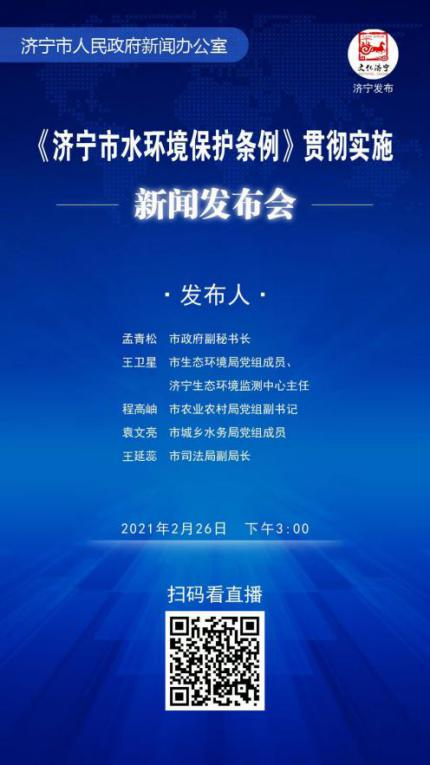 济宁市人民政府新闻办公室
文化济宁
济宁发布
《济宁市水环境保护条例》贯彻实施
新闻发布会
·发布人·
孟青松 市政府副秘书长
王卫星 市生态环境局党组成员、
济宁生态环境监测中心主任
程高岫 市农业农村局党组副书记
袁文亮 市城乡水务局党组成员
王延蕊 市司法局副局长
2021年2月26日 下午3:00
扫码看直播